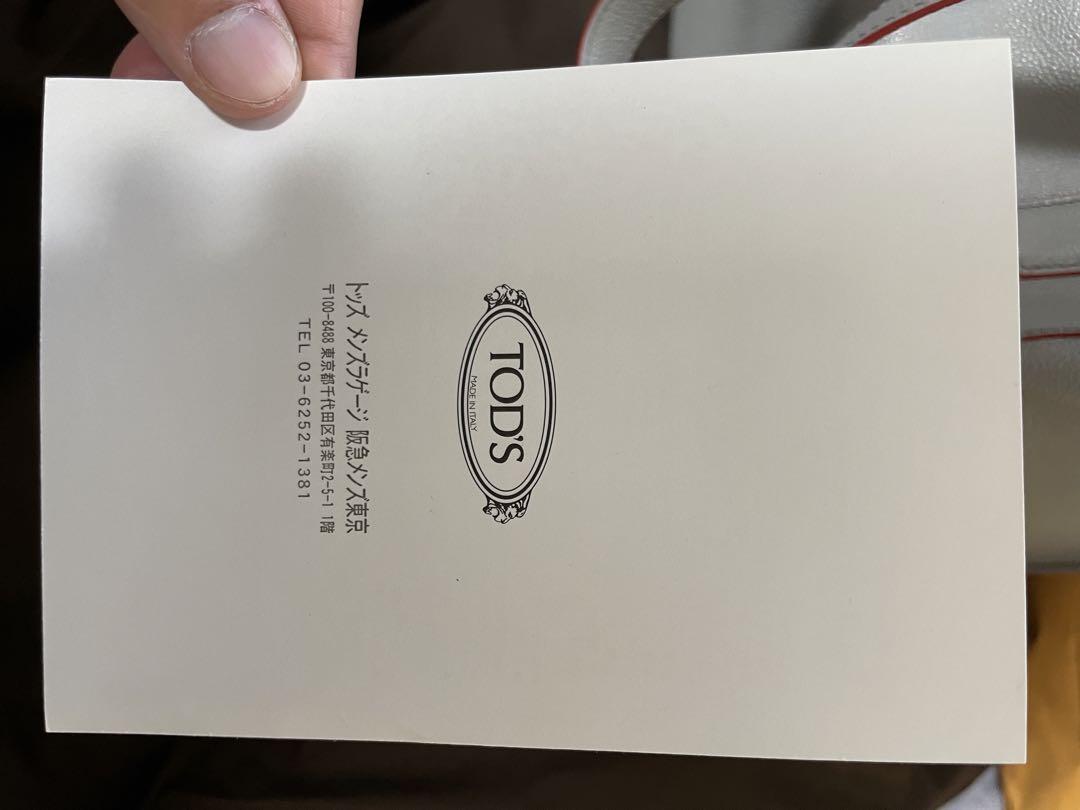 TOD'S
MADE IN ITALY
トッズ メンズラゲージ 阪急メンズ東京
〒100-8488 東京都千代田区有楽町2-5-1 1階
TEL 03-6252-1381